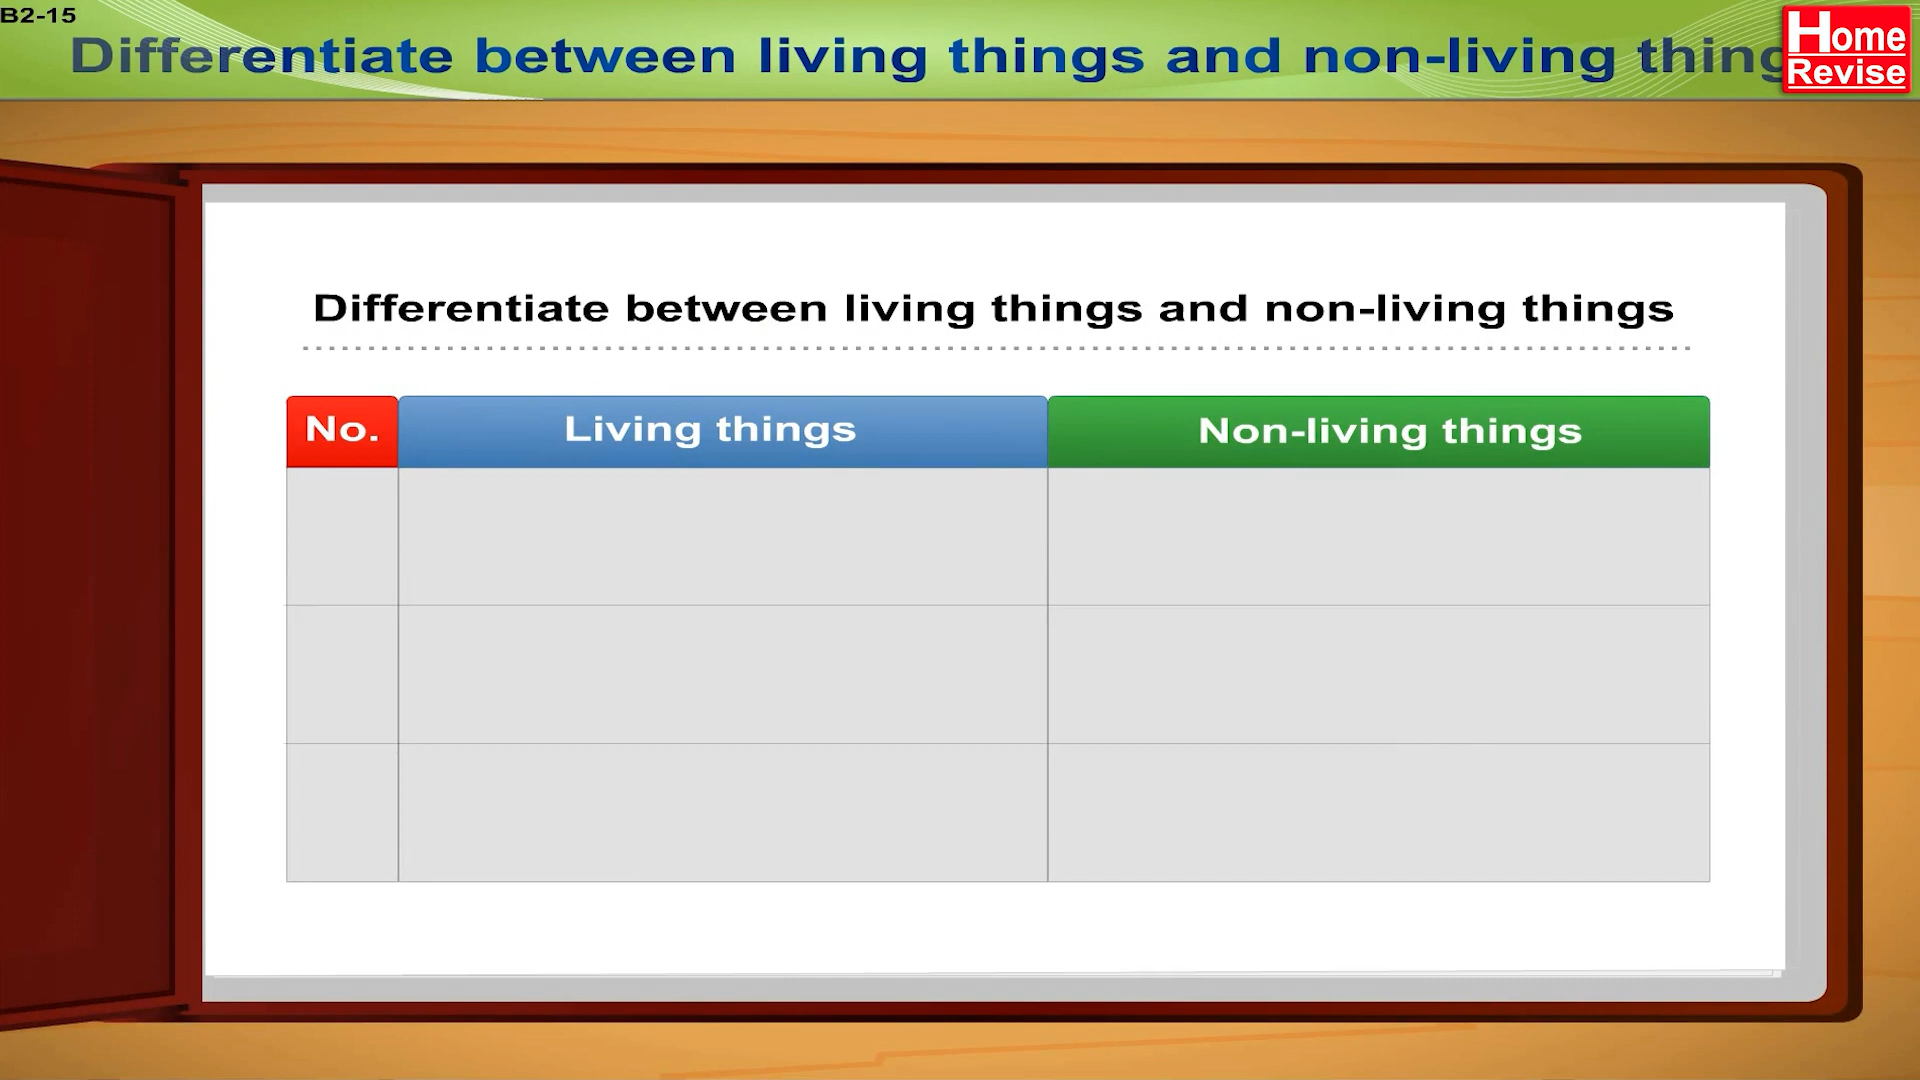 B2-15
Differentiate between living things and non-living thing
Home
Revise
Differentiate between living things and non-living things
No.
Living things
Non-living things